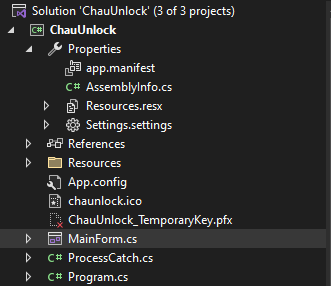 Solution 'ChauUnlock' (3 of 3 projects)
C# ChauUnlock
Properties
app.manifest
AssemblyInfo.cs
Resources.resx
Settings.settings
References
Resources
App.config
chaunlock.ico
ChauUnlock_TemporaryKey.pfx
MainForm.cs
C# ProcessCatch.cs
C# Program.cs